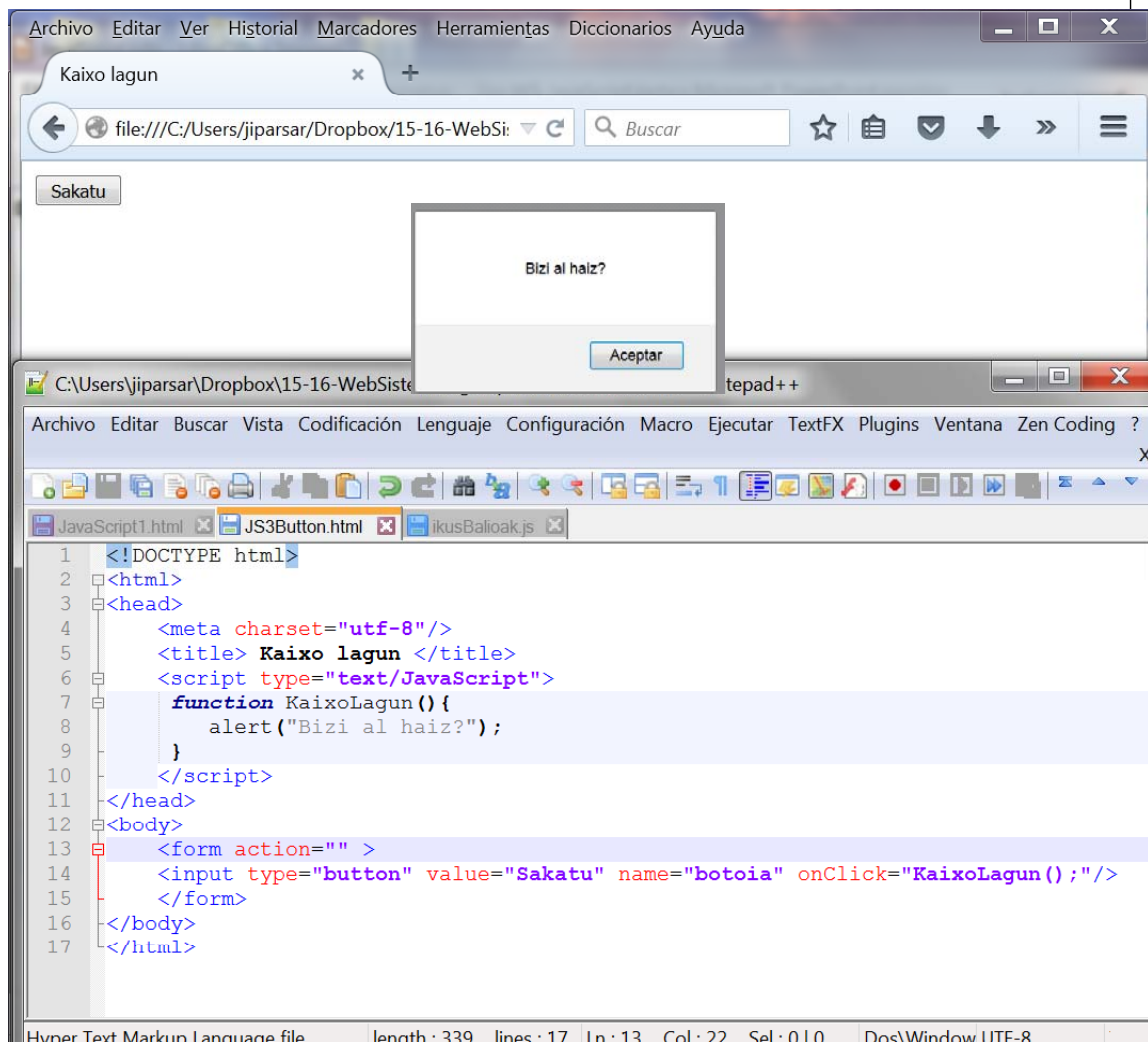 Archivo Editar Ver Historial Marcadores Herramientas Diccionarios Ayuda
Kaixo lagun
file:///C:/Users/jiparsar/Dropbox/15-16-WebSi
Buscar
Sakatu
Bizi al haiz?
Aceptar
C:\Users\jiparsar\Dropbox\15-16-WebSiste
tepad++
Archivo Editar Buscar Vista Codificación Lenguaje Configuración Macro Ejecutar TextFX Plugins Ventana Zen Coding ?
X
JavaScript1.html JS3Button.html ikusBalioak.js
1 <!DOCTYPE html>
2 <html>
3 <head>
4 <meta charset="utf-8"/>
5 <title> Kaixo lagun </title>
6 <script type="text/JavaScript">
7 function KaixoLagun(){
8 alert("Bizi al haiz?");
9 }
10 </script>
11 </head>
12 <body>
13 <form action="" >
14 <input type="button" value="Sakatu" name="botoia" onClick="KaixoLagun();"/>
15 </form>
16 </body>
17 </html>
Hyper Text Markup Language file length : 339 lines : 17 Ln : 13 Col : 22 Sel : 0 | 0 Dos\Window UTF-8